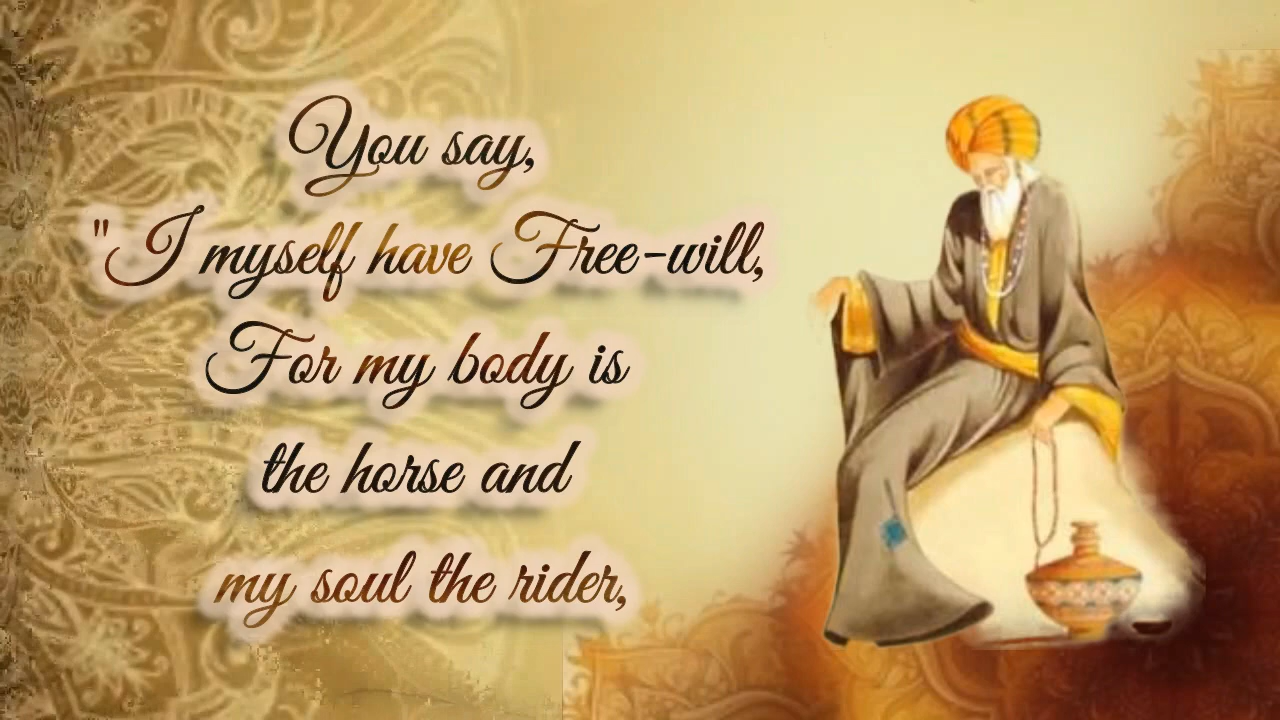 You say,
"I myself have Free-will,
For my body is
the horse and
my soul the rider,